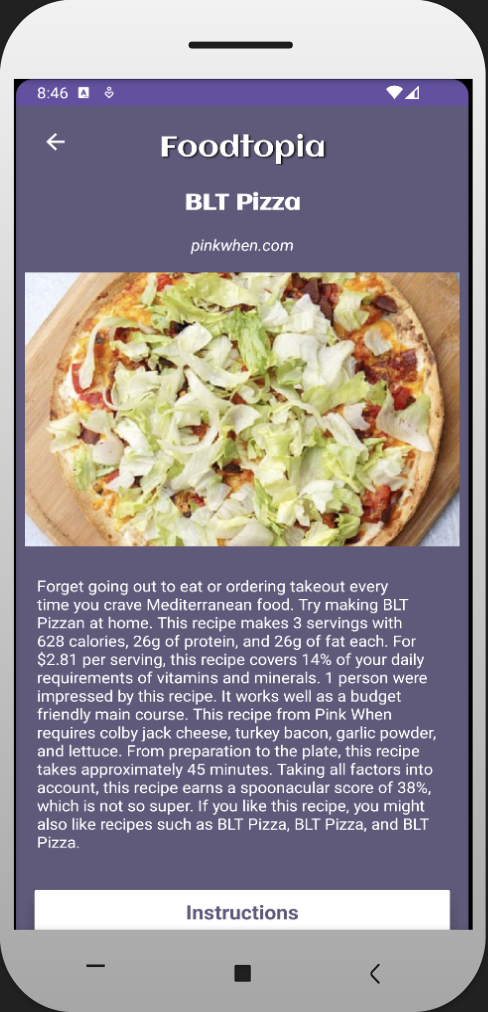 8:46
Foodtopia
BLT Pizza
pinkwhen.com
Forget going out to eat or ordering takeout every
time you crave Mediterranean food. Try making BLT
Pizzan at home. This recipe makes 3 servings with
628 calories, 26g of protein, and 26g of fat each. For
$2.81 per serving, this recipe covers 14% of your daily
requirements of vitamins and minerals. 1 person were
impressed by this recipe. It works well as a budget
friendly main course. This recipe from Pink When
requires colby jack cheese, turkey bacon, garlic powder,
and lettuce. From preparation to the plate, this recipe
takes approximately 45 minutes. Taking all factors into
account, this recipe earns a spoonacular score of 38%,
which is not so super. If you like this recipe, you might
also like recipes such as BLT Pizza, BLT Pizza, and BLT
Pizza.
Instructions